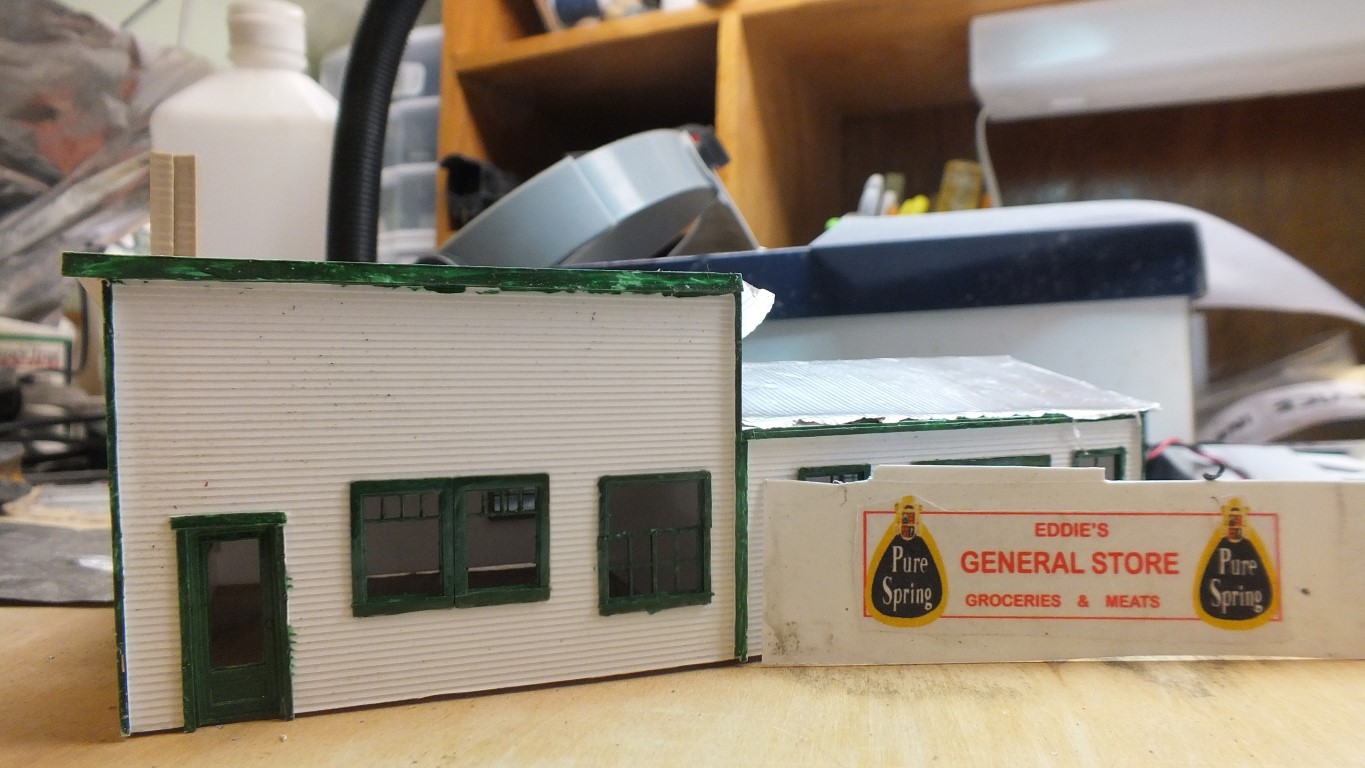 EDDIE'S
GENERAL STORE
GROCERIES & MEATS
Pure
Spring
Pure
Spring